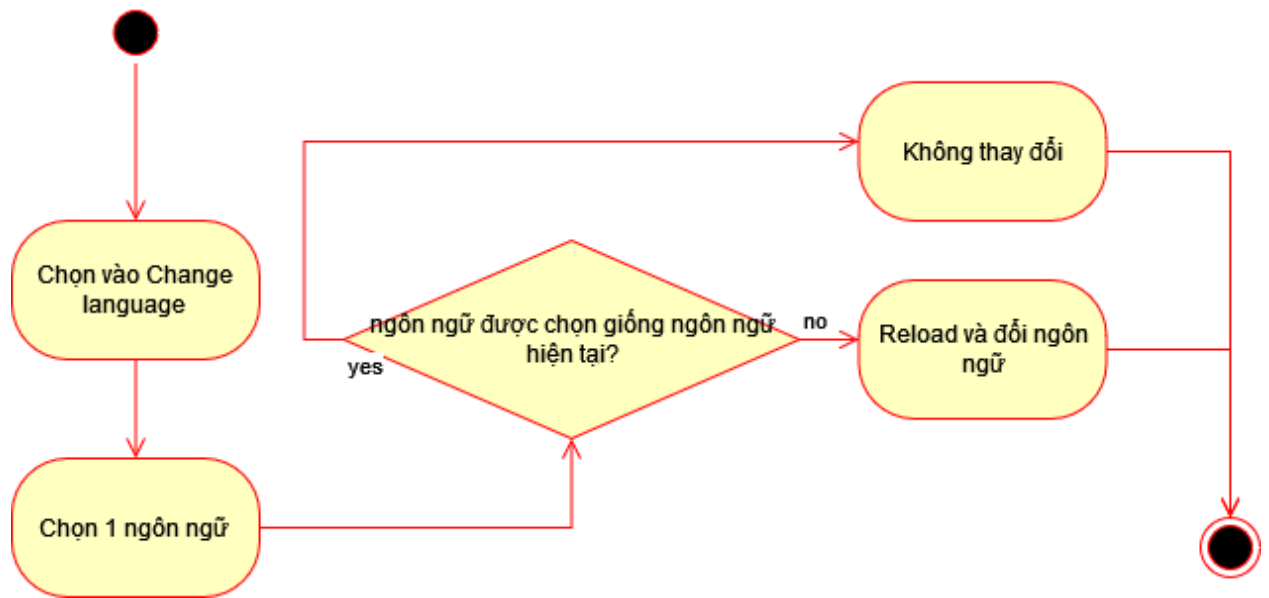 Chọn vào Change
language
Chọn 1 ngôn ngữ
ngôn ngữ được chọn giống ngôn ngữ
hiện tại?
yes
no
Không thay đổi
Reload và đổi ngôn
ngữ